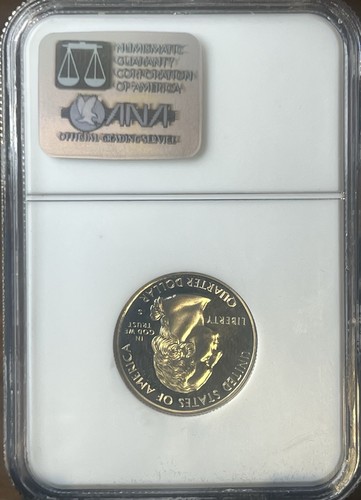 NUMISMATIC
GUARANTY
CORPORATION
OF AMERICA
ANA
OFFICIAL GRADING SERVICE
UNITED STATES OF AMERICA
LIBERTY
IN
GOD WE
TRUST
S
QUARTER DOLLAR